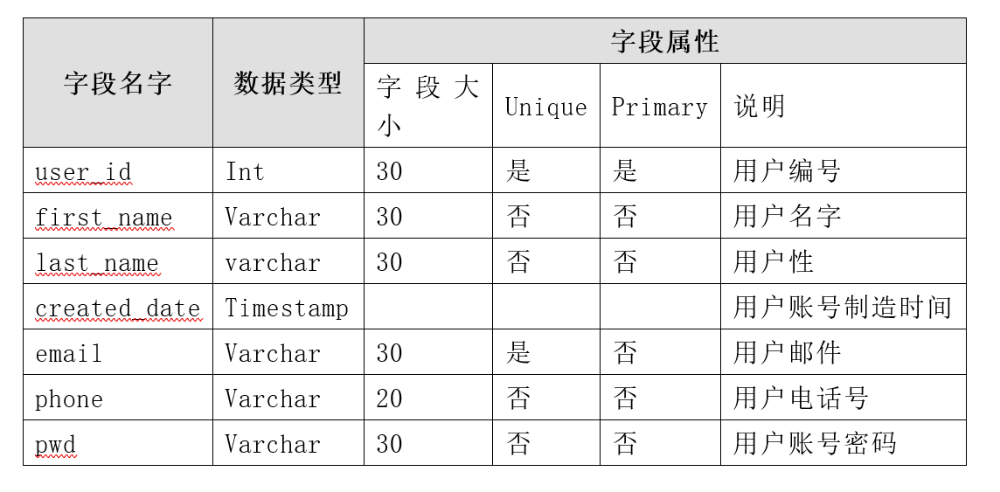 字段名字 数据类型 字段属性
字段大
小
Unique Primary 说明
user_id Int 30 是 是 用户编号
first_name Varchar 30 否 否 用户名字
last_name varchar 30 否 否 用户性
created_date Timestamp 用户账号制造时间
email Varchar 30 是 否 用户邮件
phone Varchar 20 否 否 用户电话号
pwd Varchar 30 否 否 用户账号密码